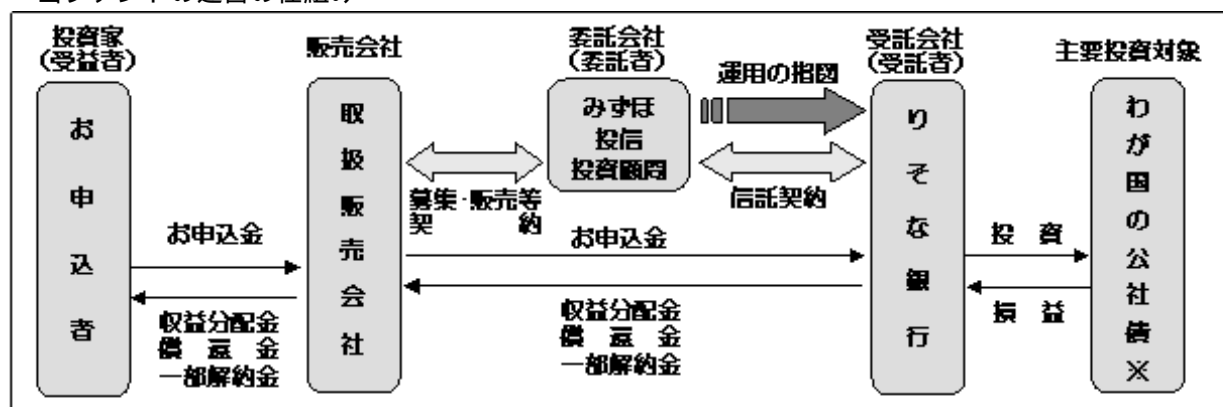 投資家
(受益者)
お申込者
お申込金
収益分配金
償還金
一部解約金
販売会社
取扱販売会社
募集・販売等
契約
お申込金
収益分配金
償還金
一部解約金
委託会社
(委託者)
みずほ
投信
投資顧問
運用の指図
信託契約
受託会社
(受託者)
りそな銀行
投資
損益
主要投資対象
わが国の公社債※